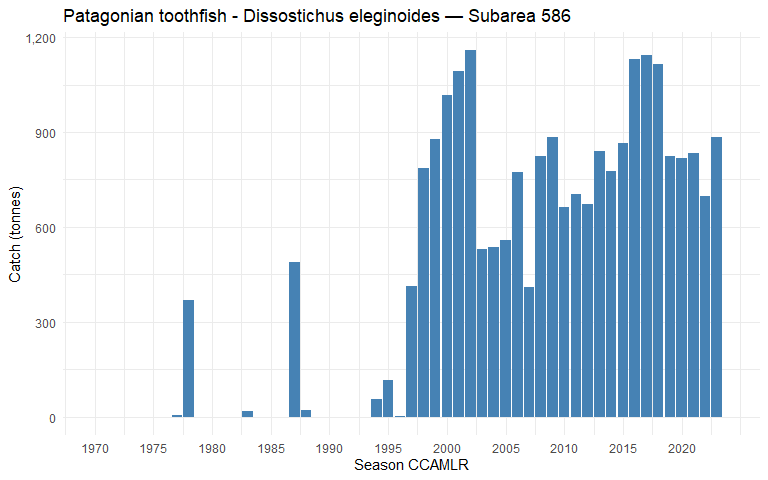 Patagonian toothfish - Dissostichus eleginoides — Subarea 586
1,200
900
600
300
0
Catch (tonnes)
1970 1975 1980 1985 1990 1995 2000 2005 2010 2015 2020
Season CCAMLR